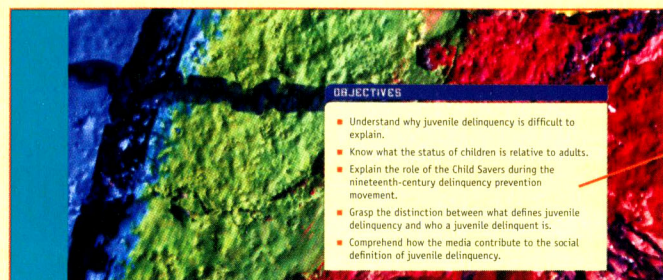 OBJECTIVES
Understand why juvenile delinquency is difficult to
explain.
Know what the status of children is relative to adults.
Explain the role of the Child Savers during the
nineteenth-century delinquency prevention
movement.
Grasp the distinction between what defines juvenile
delinquency and who a juvenile delinquent is.
Comprehend how the media contribute to the social
definition of juvenile delinquency.